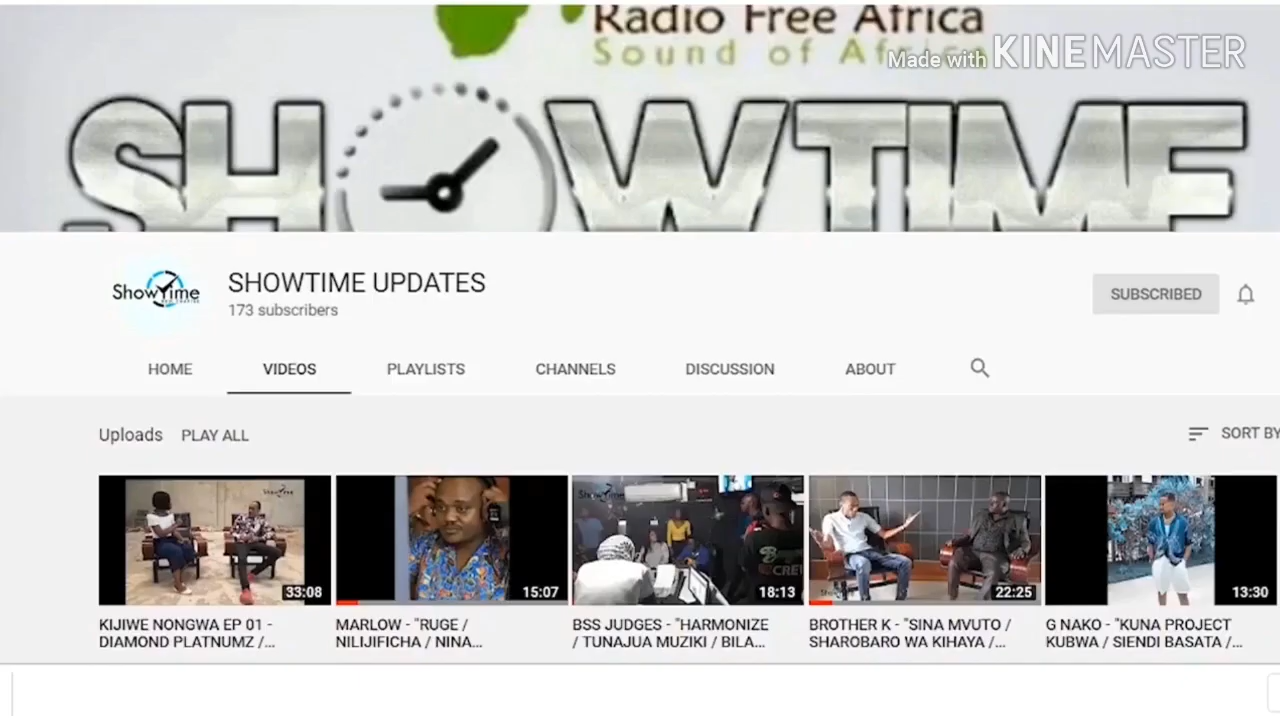 Radio Free Africa
Sound of Africa
Made with KINEMASTER
SHOWTIME
ShowTime
SHOWTIME UPDATES
173 subscribers
SUBSCRIBED
HOME
VIDEOS
PLAYLISTS
CHANNELS
DISCUSSION
ABOUT
Uploads
PLAY ALL
SORT BY
33:08
15:07
ShowTime
18:13
22:25
13:30
KIJIWE NONGWA EP 01 -
DIAMOND PLATNUMZ /...
MARLOW - "RUGE /
NILIJIFICHA / NINA...
BSS JUDGES - "HARMONIZE
/ TUNAJUA MUZIKI / BILA...
BROTHER K - "SINA MVUTO /
SHAROBARO WA KIHAYA /...
G NAKO - "KUNA PROJECT
KUBWA / SIENDI BASATA /...